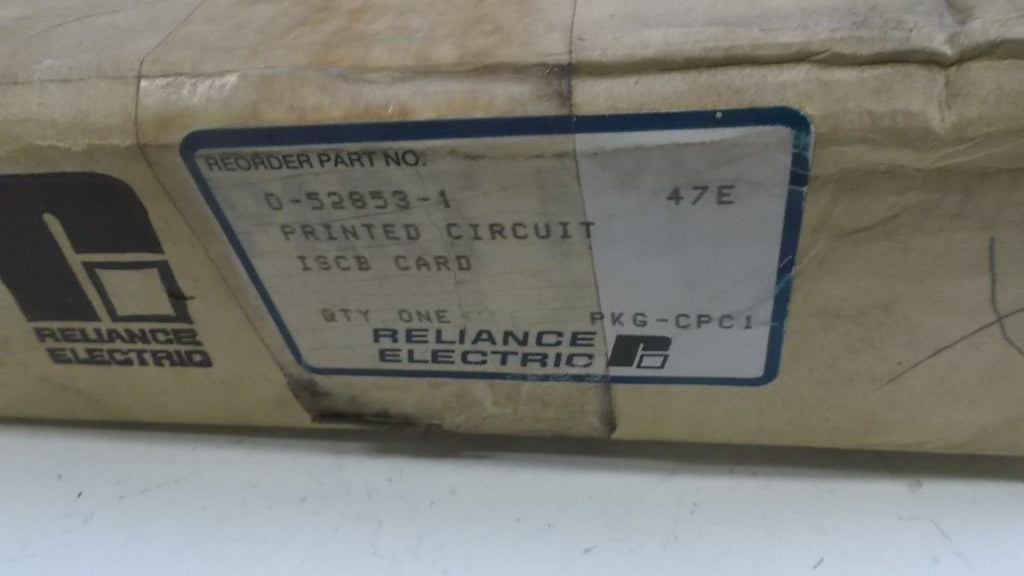 REORDER PART NO.
0-52853-1 47E
PRINTED CIRCUIT
ISCB CARD
QTY. ONE PKG-CPC1
RELIANCE
ELECTRIC
RELIANCE
ELECTRIC